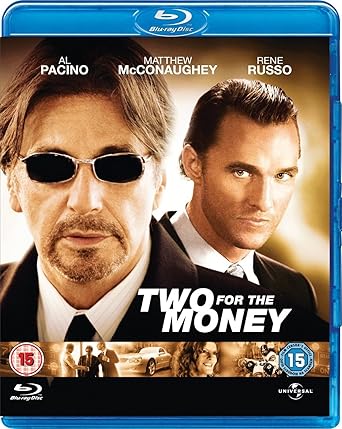 Blu-ray Disc
AL
PACINO
MATTHEW
McCONAUGHEY
RENE
RUSSO
TWO FOR THE
MONEY
15
15
Blu-ray Disc
UNIVERSAL